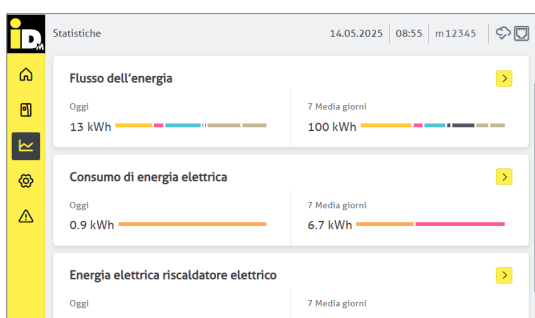 iDM
Statistiche 14.05.2025 08:55 m12345
Flusso dell'energia
Oggi 7 Media giorni
13 kWh 100 kWh
Consumo di energia elettrica
Oggi 7 Media giorni
0.9 kWh 6.7 kWh
Energia elettrica riscaldatore elettrico
Oggi 7 Media giorni